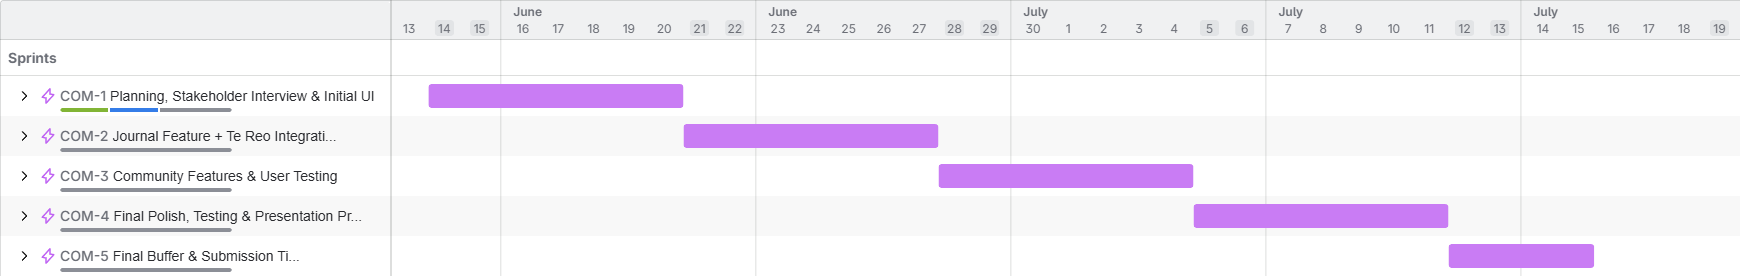 June June July July July
13 14 15 16 17 18 19 20 21 22 23 24 25 26 27 28 29 30 1 2 3 4 5 6 7 8 9 10 11 12 13 14 15 16 17 18 19
Sprints
COM-1 Planning, Stakeholder Interview & Initial UI
COM-2 Journal Feature + Te Reo Integrati...
COM-3 Community Features & User Testing
COM-4 Final Polish, Testing & Presentation Pr...
COM-5 Final Buffer & Submission Ti...